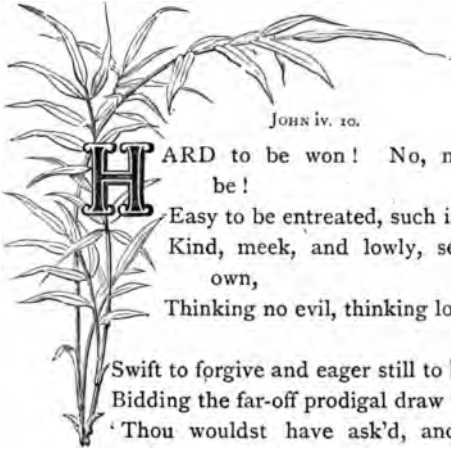 JOHN iv. 10.
HARD to be won! No,
be!
Easy to be entreated, such
Kind, meek, and lowly,
own,
Thinking no evil, thinking
Swift to forgive and eager still to
Bidding the far-off prodigal draw
'Thou wouldst have ask'd,